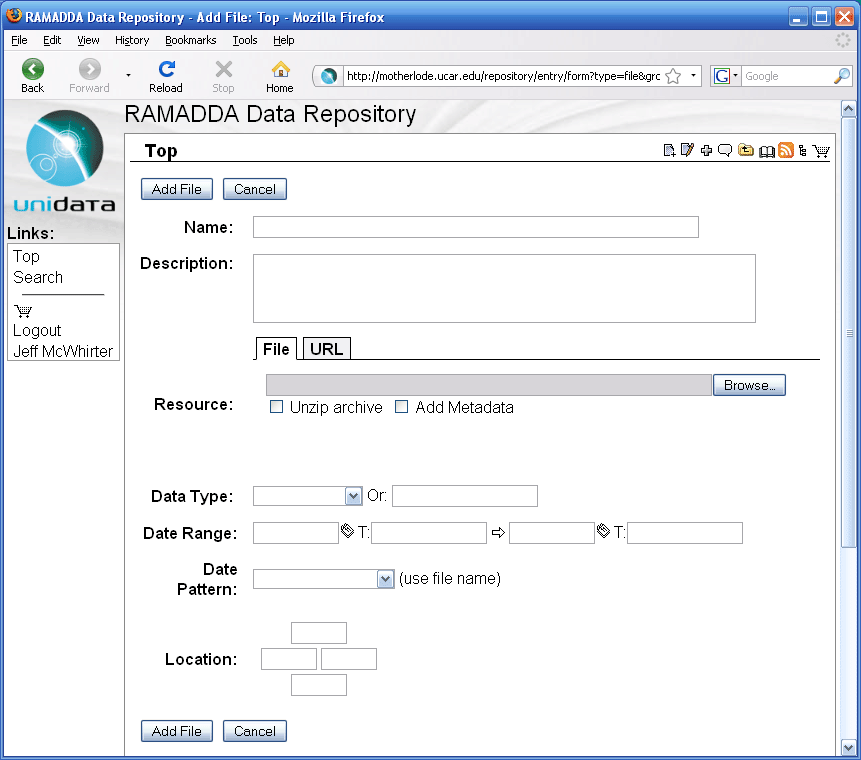 RAMADDA Data Repository - Add File: Top - Mozilla Firefox
File Edit View History Bookmarks Tools Help
Back Forward Reload Stop Home http://motherlode.ucar.edu/repository/entry/form?type=file&grc G Google
RAMADDA Data Repository
unidata
Links:
Top
Search
Logout
Jeff McWhirter
Top
Add File Cancel
Name:
Description:
File URL
Resource: Browse...
Unzip archive Add Metadata
Data Type: Or:
Date Range: T: T:
Date
Pattern: (use file name)
Location:
Add File Cancel